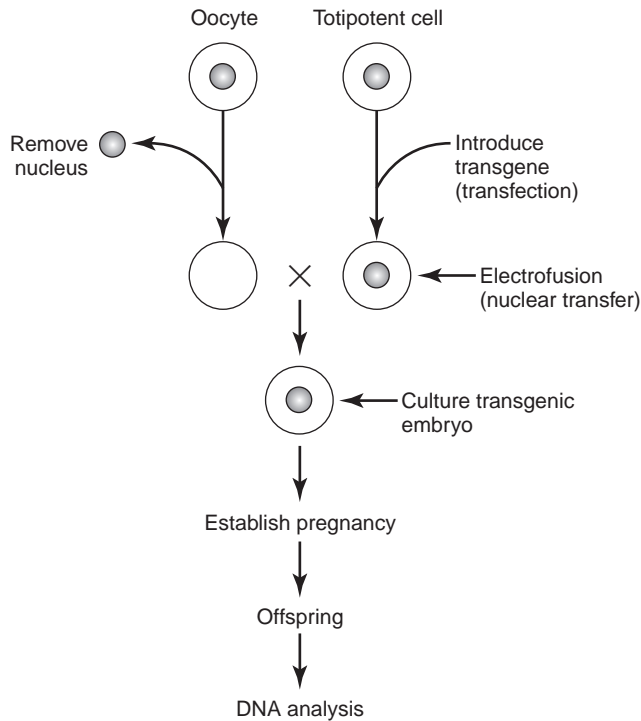 Oocyte
Totipotent cell
Remove
nucleus
Introduce
transgene
(transfection)
Electrofusion
(nuclear transfer)
Culture transgenic
embryo
Establish pregnancy
Offspring
DNA analysis